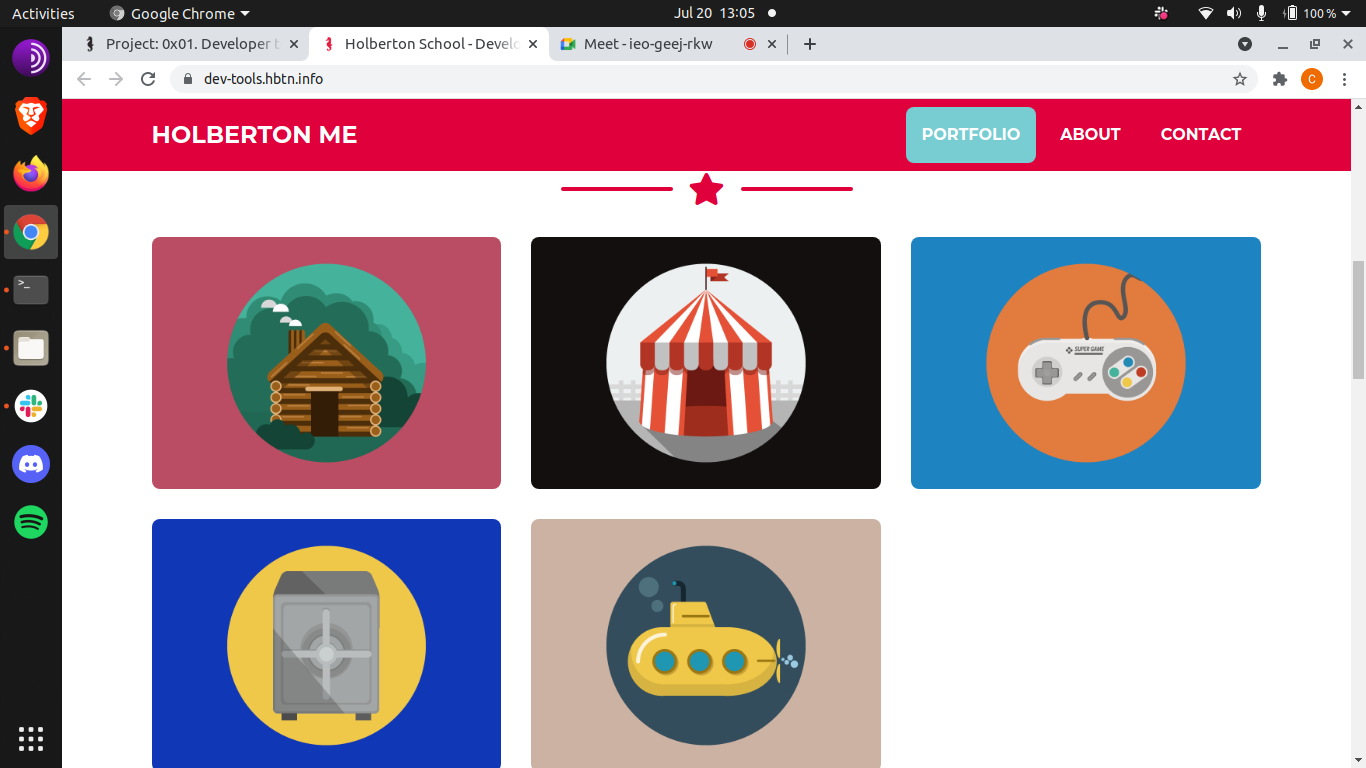 Activities
Google Chrome
Jul 20 13:05
100 %
Project: 0x01. Developer t
Holberton School - Develo
Meet - ieo-geej-rkw
dev-tools.hbtn.info
C
HOLBERTON ME
PORTFOLIO
ABOUT
CONTACT
>_
SUPER GAME